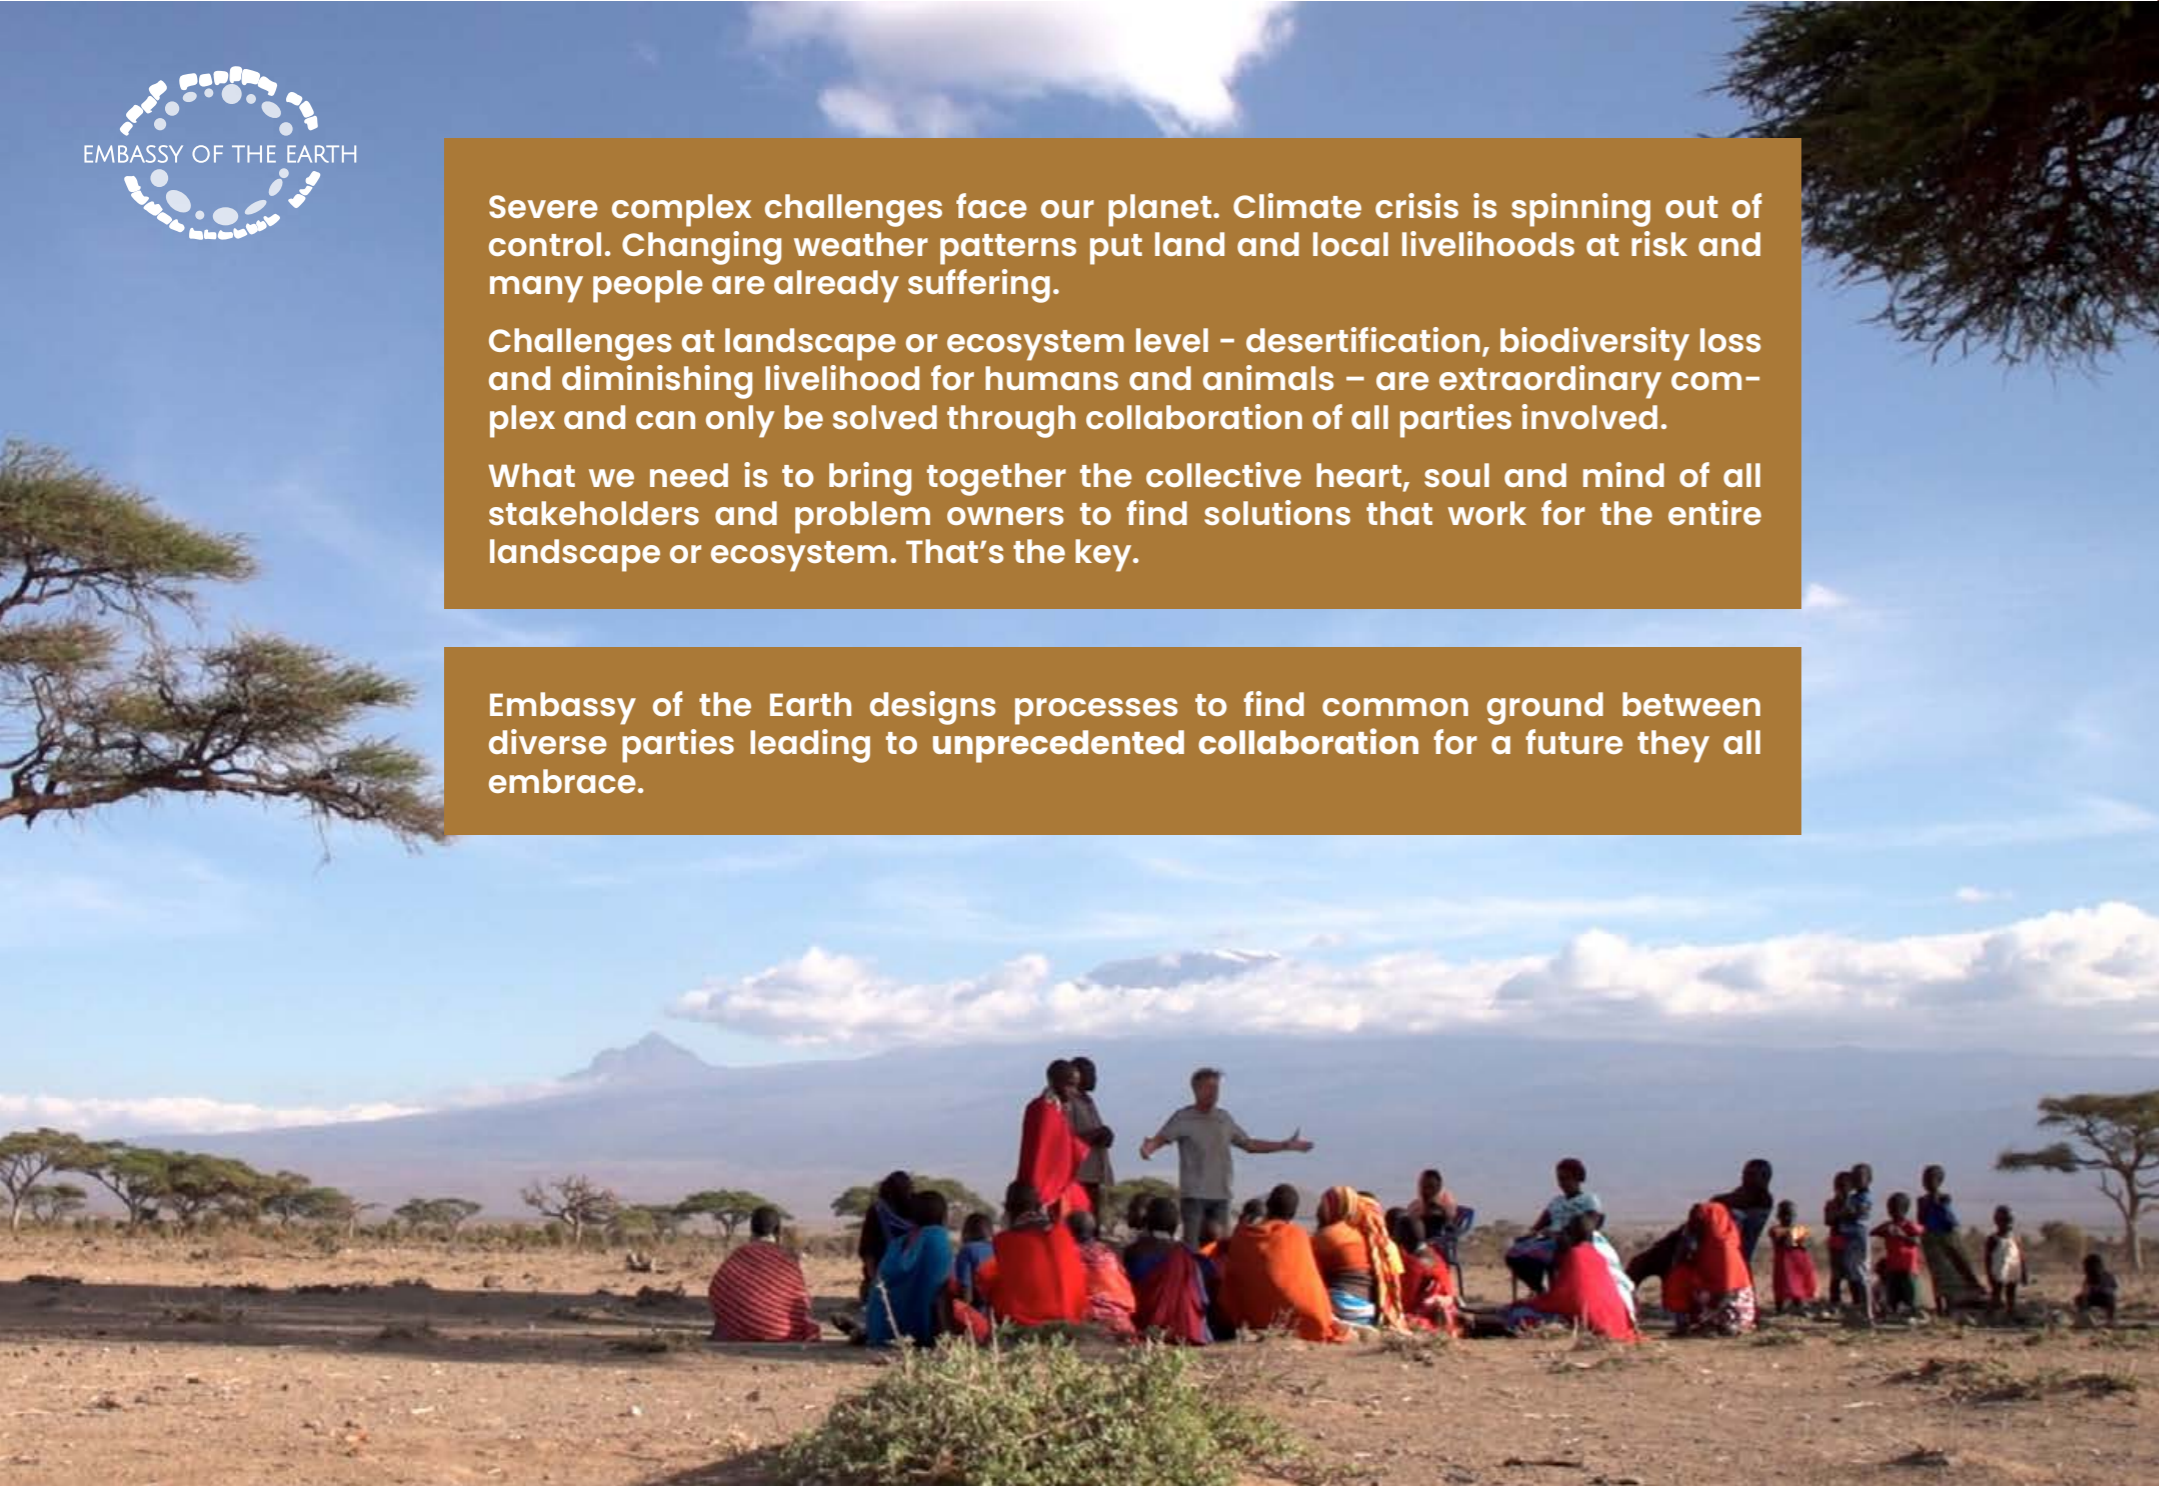 EMBASSY OF THE EARTH
Severe complex challenges face our planet. Climate crisis is spinning out of
control. Changing weather patterns put land and local livelihoods at risk and
many people are already suffering.
Challenges at landscape or ecosystem level - desertification, biodiversity loss
and diminishing livelihood for humans and animals – are extraordinary com-
plex and can only be solved through collaboration of all parties involved.
What we need is to bring together the collective heart, soul and mind of all
stakeholders and problem owners to find solutions that work for the entire
landscape or ecosystem. That’s the key.
Embassy of the Earth designs processes to find common ground between
diverse parties leading to unprecedented collaboration for a future they all
embrace.